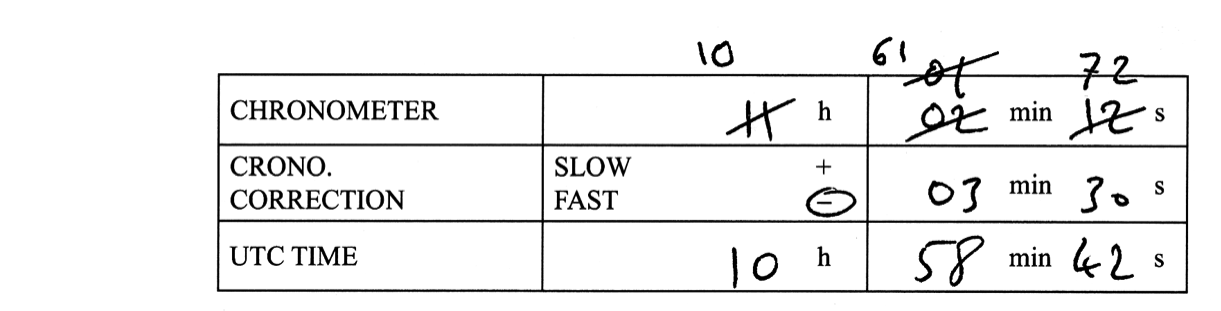 10 61 01 72
CHRONOMETER 11 h 02 min 12 s
CRONO. SLOW +
CORRECTION FAST - 03 min 30 s
UTC TIME 10 h 58 min 42 s